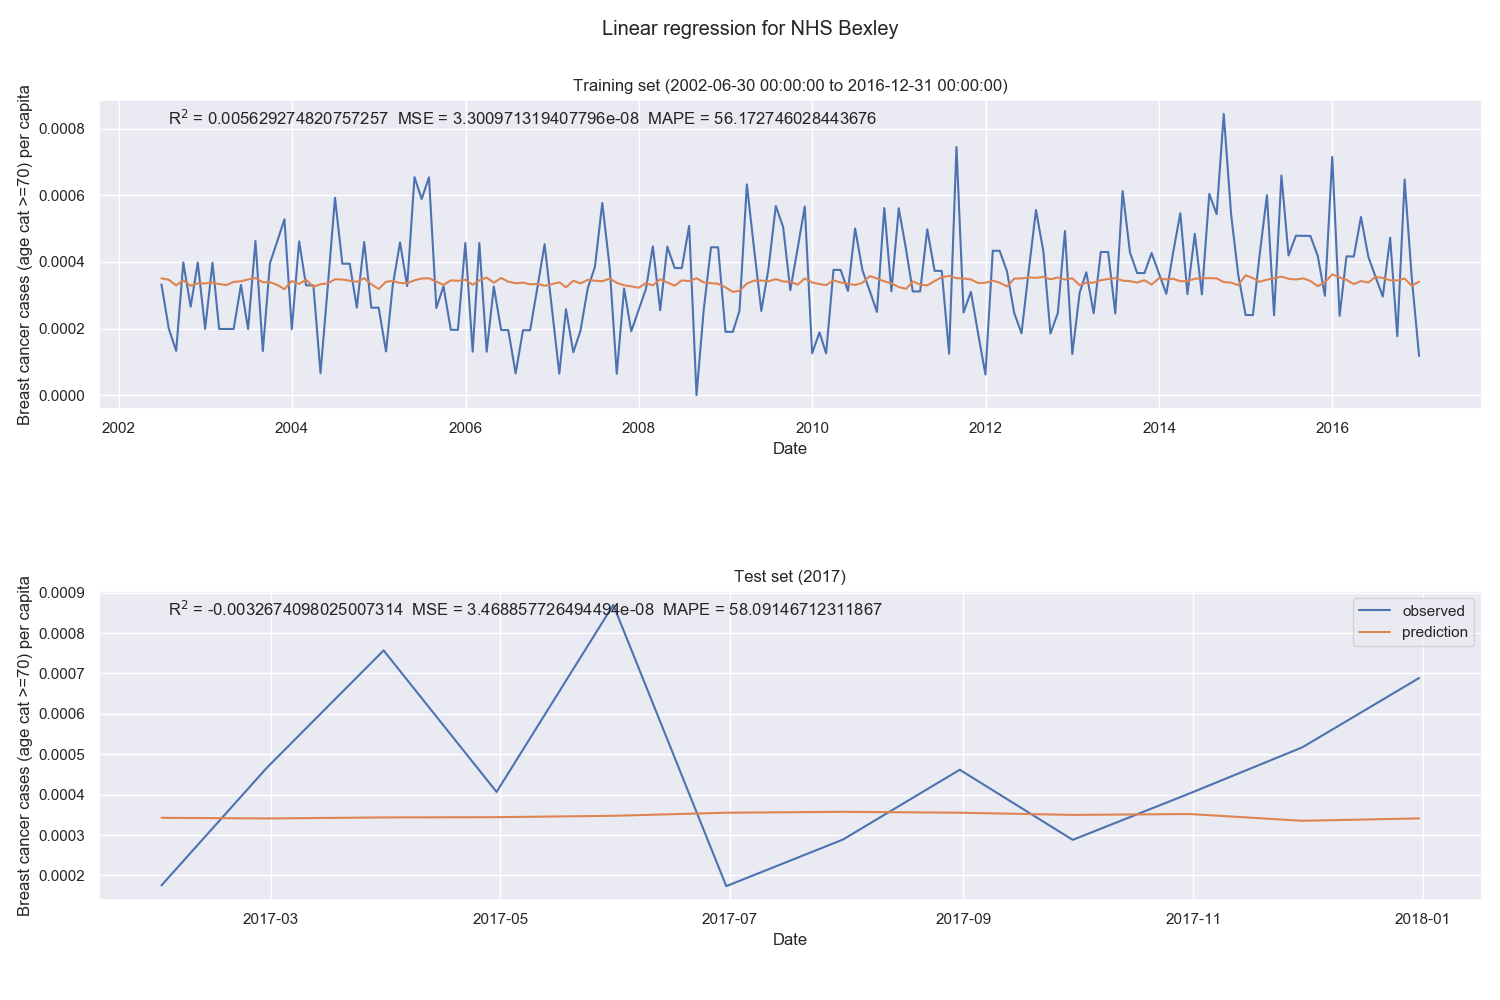 Linear regression for NHS Bexley
Training set (2002-06-30 00:00:00 to 2016-12-31 00:00:00)
R² = 0.005629274820757257 MSE = 3.300971319407796e-08 MAPE = 56.172746028443676
Breast cancer cases (age cat >=70) per capita
0.0008
0.0006
0.0004
0.0002
0.0000
2002 2004 2006 2008 2010 2012 2014 2016
Date
Test set (2017)
R² = -0.0032674098025007314 MSE = 3.468857726494494e-08 MAPE = 58.09146712311867
observed
prediction
Breast cancer cases (age cat >=70) per capita
0.0009
0.0008
0.0007
0.0006
0.0005
0.0004
0.0003
0.0002
2017-03 2017-05 2017-07 2017-09 2017-11 2018-01
Date